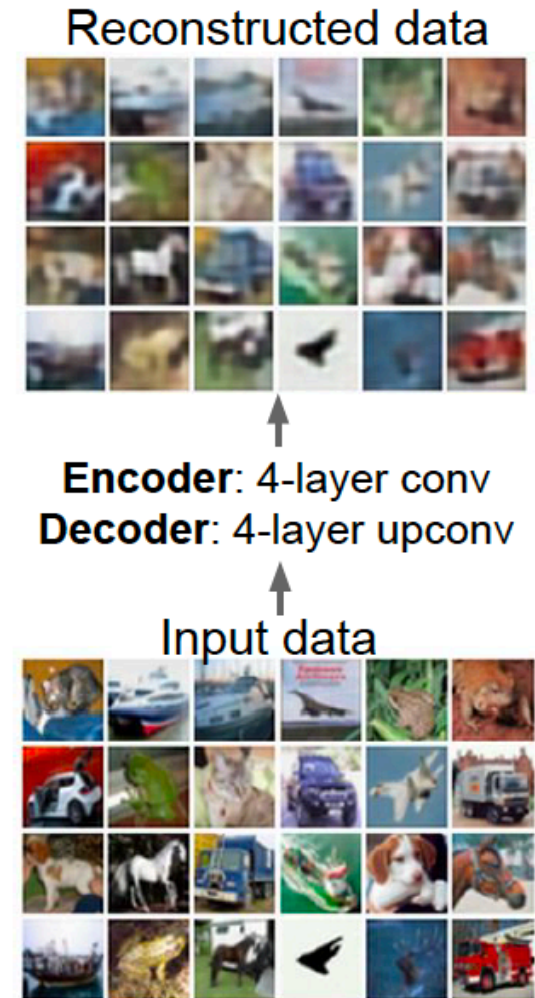 Reconstructed data
Encoder: 4-layer conv
Decoder: 4-layer upconv
Input data